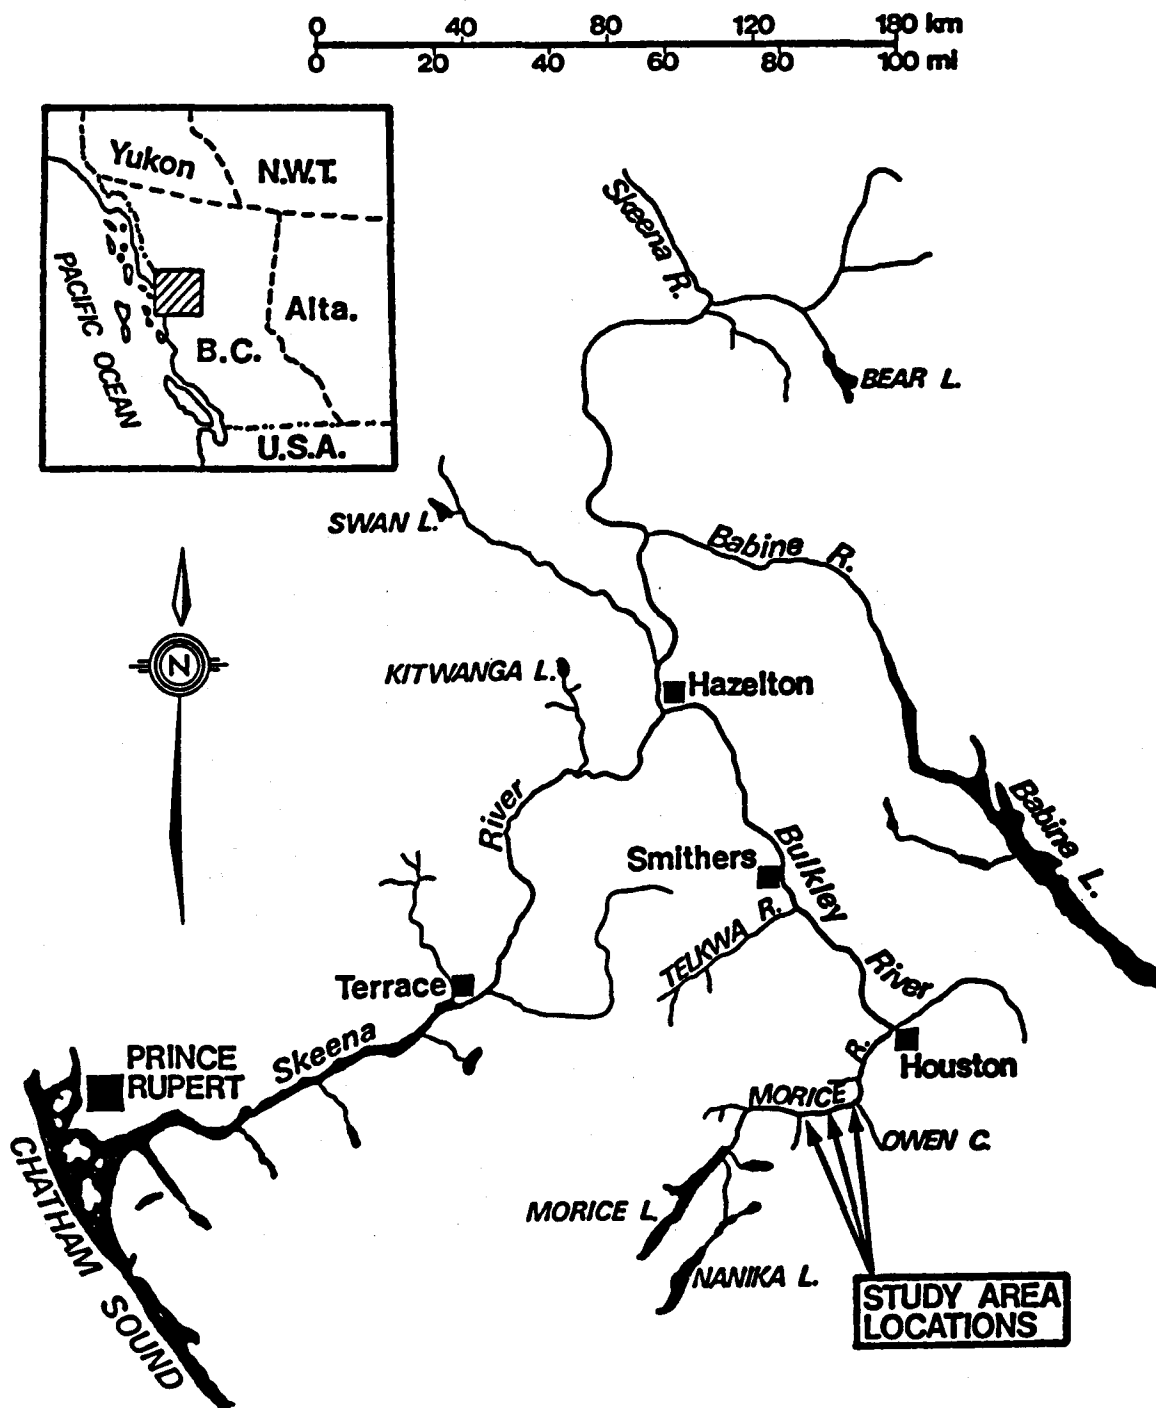 0 40 80 120 180 km
0 20 40 60 80 100 mi
Yukon
N.W.T.
PACIFIC OCEAN
Alta.
B.C.
U.S.A.
Skeena R.
BEAR L.
SWAN L.
Babine R.
N
KITWANGA L.
Hazelton
River
Babine L.
Smithers
Bulkley
River
TELKWA R.
Terrace
Skeena
PRINCE
RUPERT
Houston
MORICE R.
OWEN C.
CHATHAM SOUND
MORICE L.
NANIKA L.
STUDY AREA
LOCATIONS